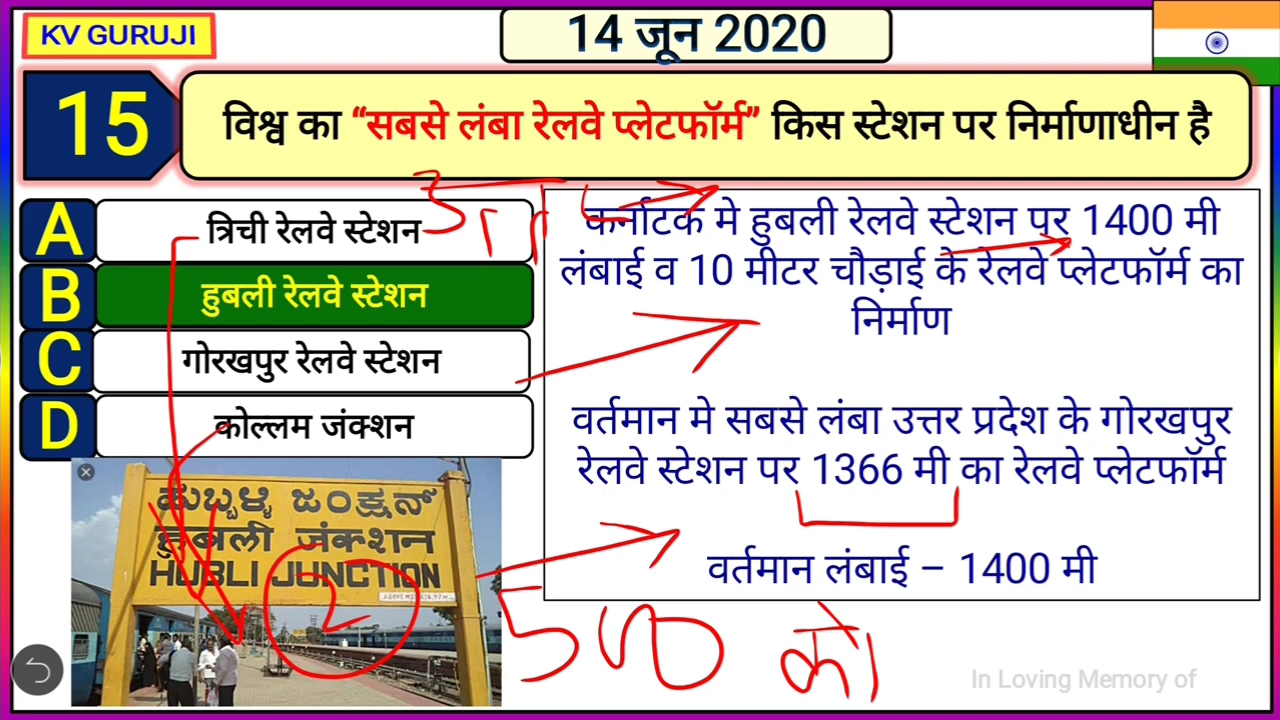 KV GURUJI
14 जून 2020
15
विश्व का “सबसे लंबा रेलवे प्लेटफॉर्म” किस स्टेशन पर निर्माणाधीन है
A
त्रिची रेलवे स्टेशन
B
हुबली रेलवे स्टेशन
C
गोरखपुर रेलवे स्टेशन
D
कोल्लम जंक्शन
कर्नाटक मे हुबली रेलवे स्टेशन पर 1400 मी
लंबाई व 10 मीटर चौड़ाई के रेलवे प्लेटफॉर्म का
निर्माण
वर्तमान मे सबसे लंबा उत्तर प्रदेश के गोरखपुर
रेलवे स्टेशन पर 1366 मी का रेलवे प्लेटफॉर्म
वर्तमान लंबाई – 1400 मी
ಹುಬ್ಬಳ್ಳಿ ಜಂಕ್ಷನ್
हुबली जंकशन
HUBLI JUNCTION
2
In Loving Memory of